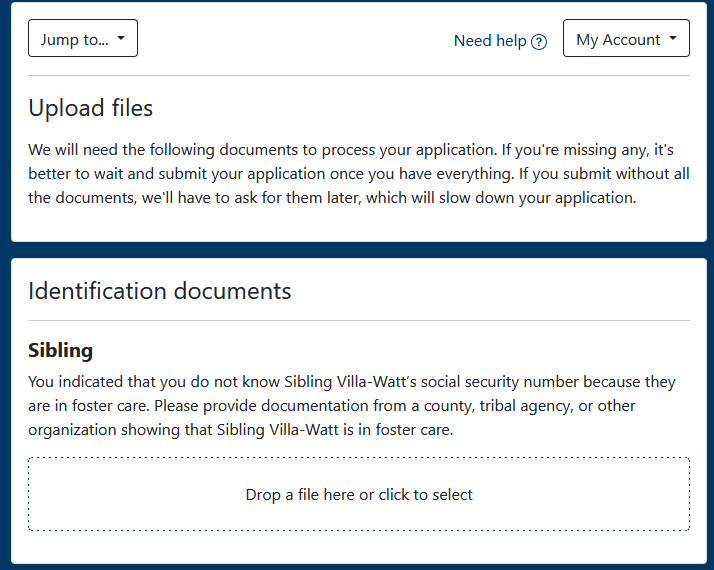 Jump to...
Need help ?
My Account
Upload files
We will need the following documents to process your application. If you're missing any, it's
better to wait and submit your application once you have everything. If you submit without all
the documents, we'll have to ask for them later, which will slow down your application.
Identification documents
Sibling
You indicated that you do not know Sibling Villa-Watt’s social security number because they
are in foster care. Please provide documentation from a county, tribal agency, or other
organization showing that Sibling Villa-Watt is in foster care.
Drop a file here or click to select